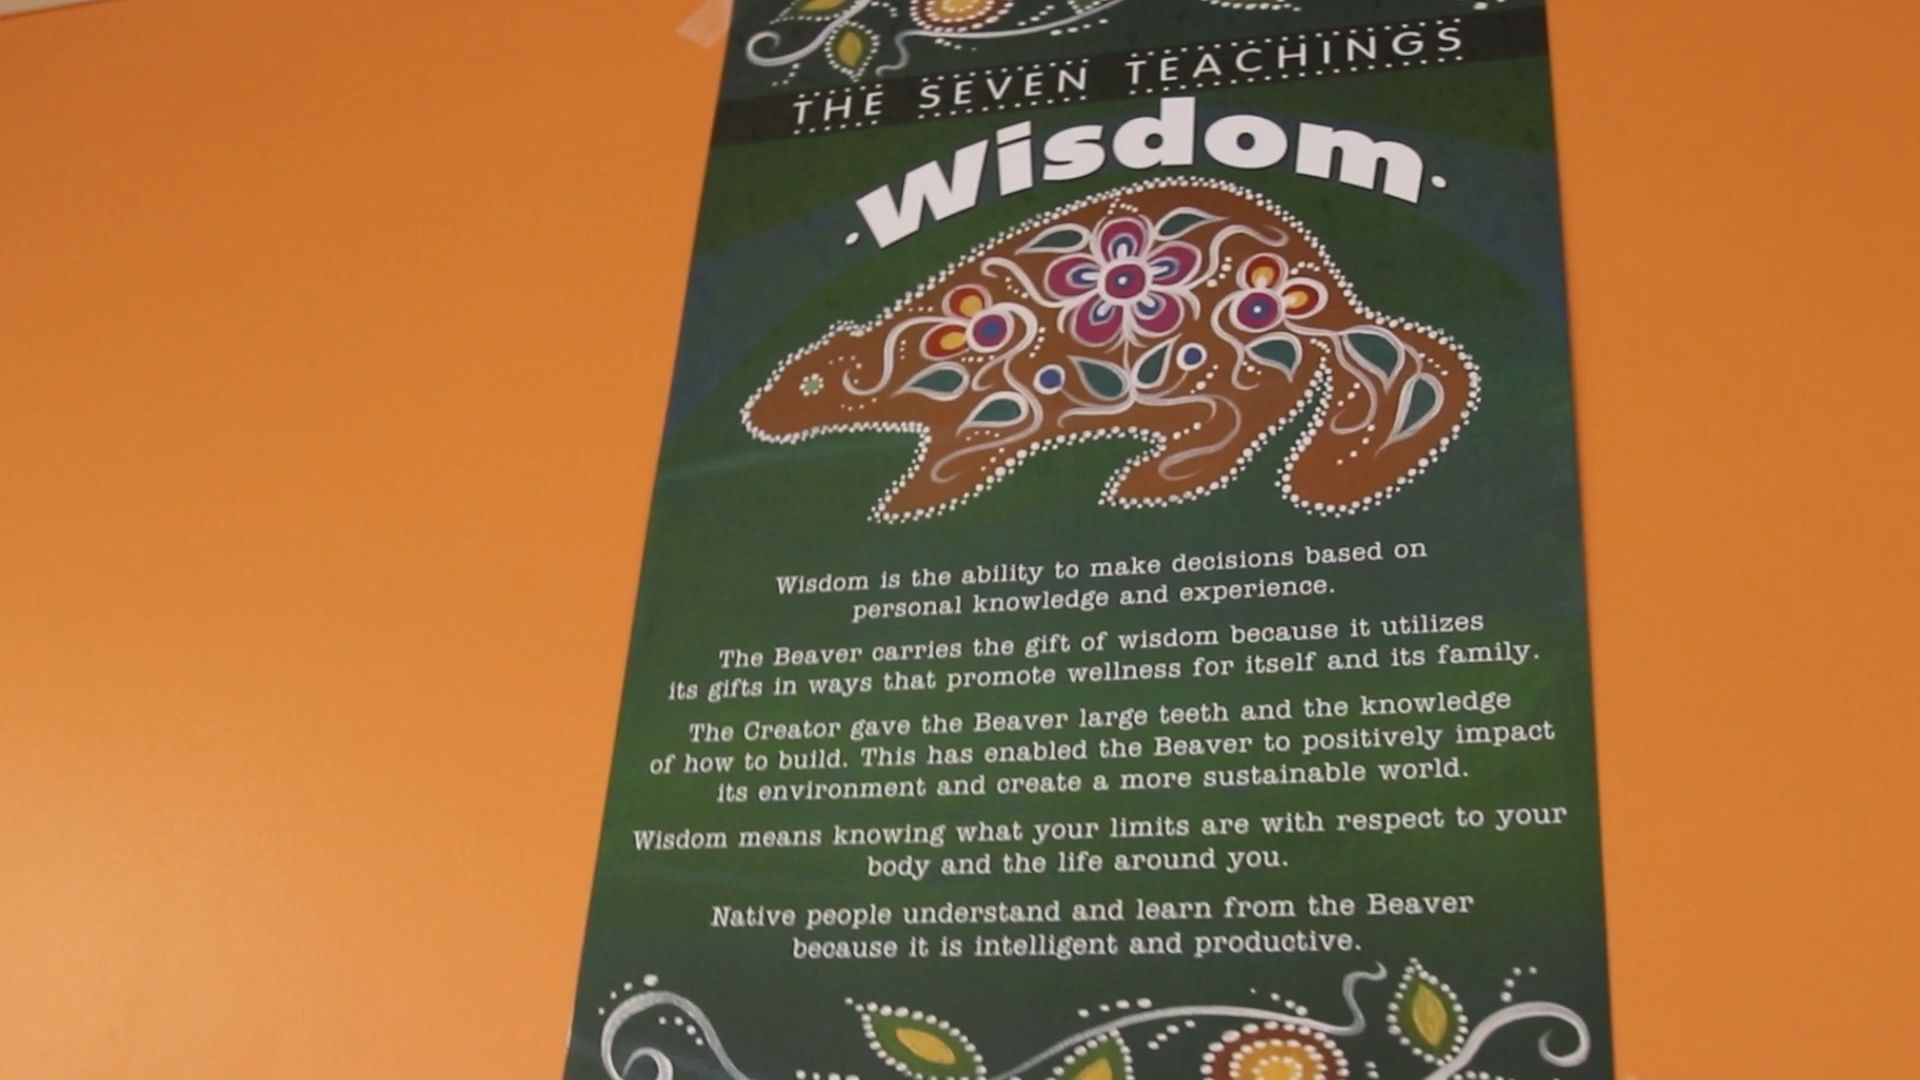 THE SEVEN TEACHINGS
·Wisdom·
Wisdom is the ability to make decisions based on
personal knowledge and experience.
The Beaver carries the gift of wisdom because it utilizes
its gifts in ways that promote wellness for itself and its family.
The Creator gave the Beaver large teeth and the knowledge
of how to build. This has enabled the Beaver to positively impact
its environment and create a more sustainable world.
Wisdom means knowing what your limits are with respect to your
body and the life around you.
Native people understand and learn from the Beaver
because it is intelligent and productive.